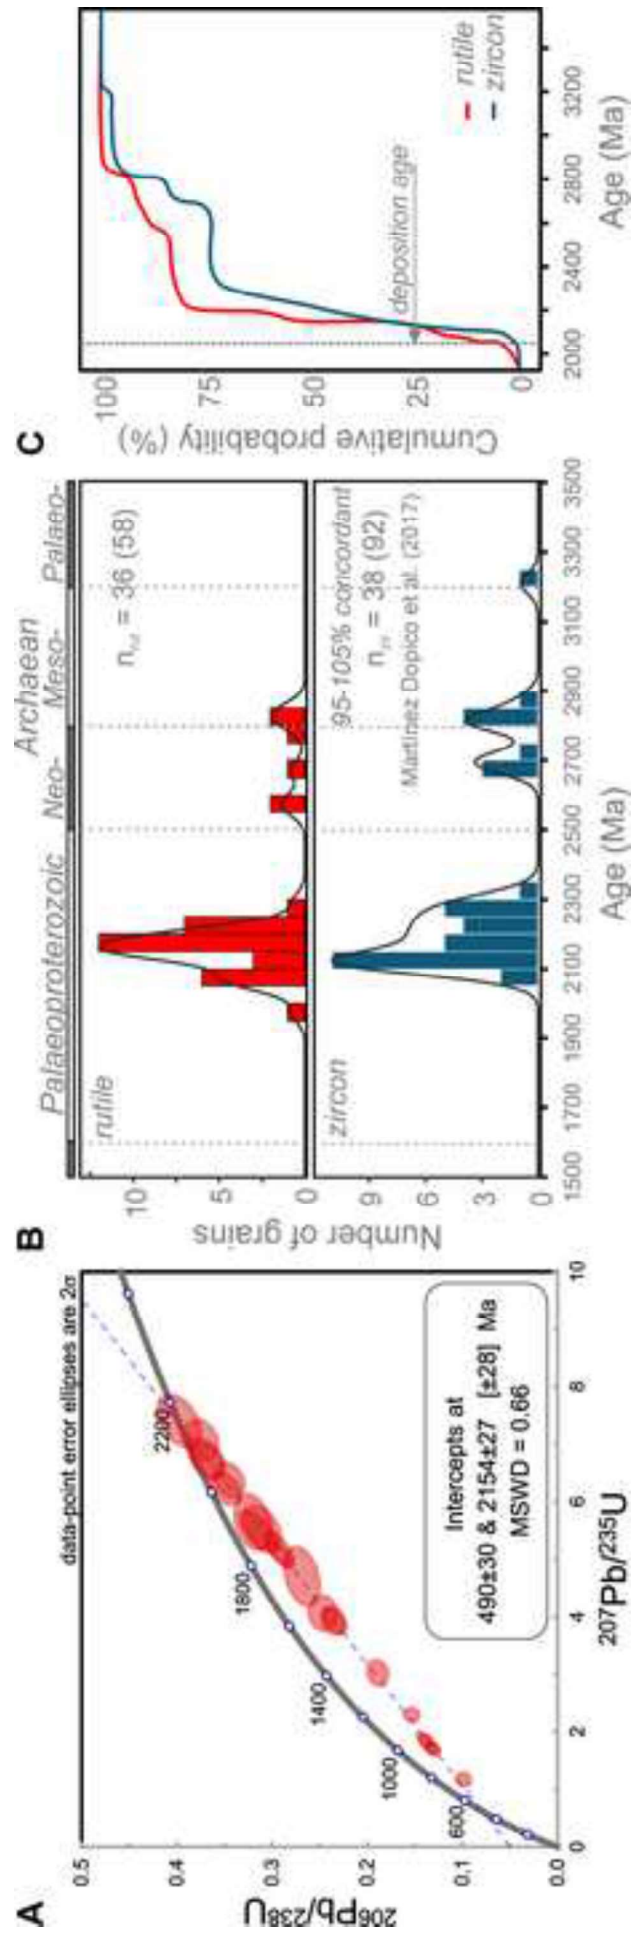 A
data-point error ellipses are 2σ
0.5
0.4
0.3
0.2
0.1
0.0
206Pb/238U
600
1000
1400
1800
2200
Intercepts at
490±30 & 2154±27 [±28] Ma
MSWD = 0.66
0 2 4 6 8 10
207Pb/235U
B
Palaeoproterozoic
Archaean
Neo- Meso- Palaeo-
rutile
nrut = 36 (58)
10
5
0
Number of grains
zircon
95-105% concordant
nzr = 38 (92)
Martínez Dopico et al. (2017)
9
6
3
0
1500 1700 1900 2100 2300 2500 2700 2900 3100 3300 3500
Age (Ma)
C
100
75
50
25
0
Cumulative probability (%)
deposition age
rutile
zircon
2000 2400 2800 3200
Age (Ma)